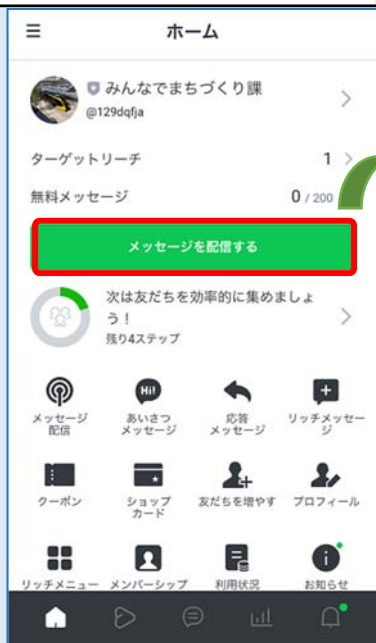 ホーム
みんなでまちづくり課
@129dqfja
ターゲットリーチ 1
無料メッセージ 0 / 200
メッセージを配信する
次は友だちを効率的に集めましょ
う！
残り4ステップ
Hi!
メッセージ
配信
あいさつ
メッセージ
応答
メッセージ
リッチメッセー
ジ
クーポン
ショップ
カード
友だちを増やす
プロフィール
リッチメニュー
メンバーシップ
利用状況
お知らせ